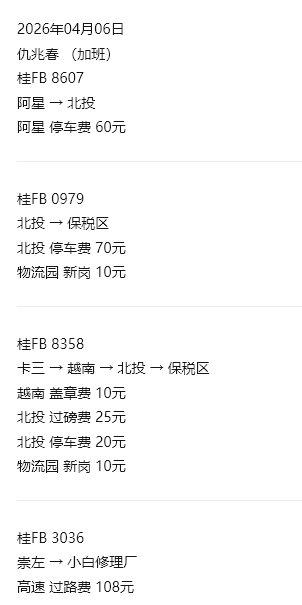 2026年04月06日
仇兆春 （加班）
桂FB 8607
阿星 → 北投
阿星 停车费 60元
桂FB 0979
北投 → 保税区
北投 停车费 70元
物流园 新岗 10元
桂FB 8358
卡三 → 越南 → 北投 → 保税区
越南 盖章费 10元
北投 过磅费 25元
北投 停车费 20元
物流园 新岗 10元
桂FB 3036
崇左 → 小白修理厂
高速 过路费 108元